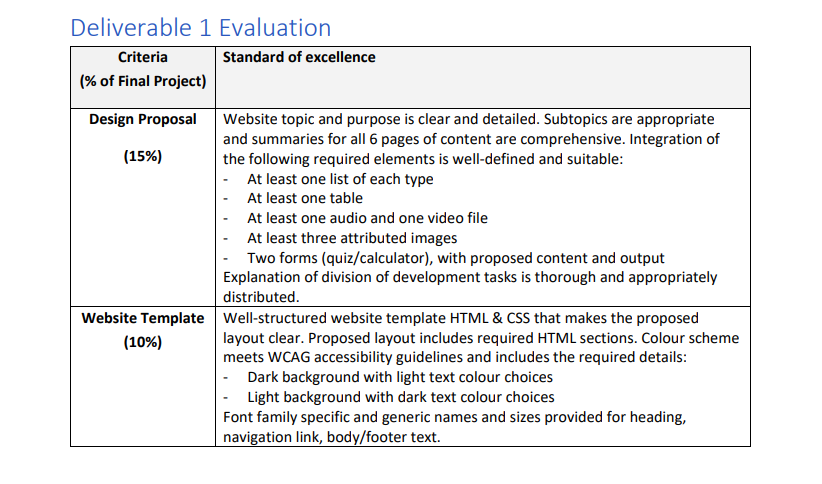 Deliverable 1 Evaluation
Criteria
(% of Final Project)
Standard of excellence
Design Proposal
(15%)
Website topic and purpose is clear and detailed. Subtopics are appropriate
and summaries for all 6 pages of content are comprehensive. Integration of
the following required elements is well-defined and suitable:
- At least one list of each type
- At least one table
- At least one audio and one video file
- At least three attributed images
- Two forms (quiz/calculator), with proposed content and output
Explanation of division of development tasks is thorough and appropriately
distributed.
Website Template
(10%)
Well-structured website template HTML & CSS that makes the proposed
layout clear. Proposed layout includes required HTML sections. Colour scheme
meets WCAG accessibility guidelines and includes the required details:
- Dark background with light text colour choices
- Light background with dark text colour choices
Font family specific and generic names and sizes provided for heading,
navigation link, body/footer text.